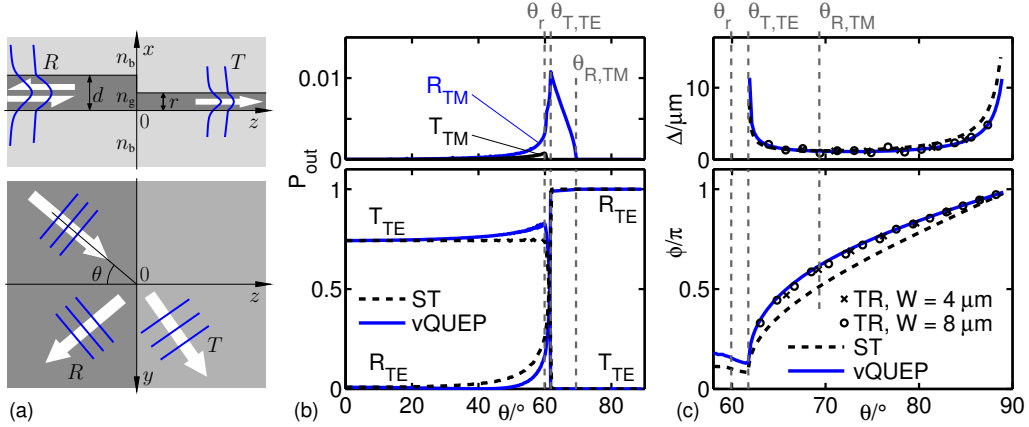 R
n_b
x
T
d
n_g
r
0
z
n_b
θ
0
z
R
y
T
(a)
θ_r θ_T,TE
0.01
R_TM
θ_R,TM
T_TM
0
P_out
1
T_TE
R_TE
0.5
ST
vQUEP
R_TE
T_TE
0
0 20 40 60 80
(b)
θ/°
θ_r θ_T,TE
θ_R,TM
10
Δ/μm
0
1
ϕ/π
0.5
TR, W = 4 μm
TR, W = 8 μm
ST
vQUEP
0
60 70 80 90
(c)
θ/°